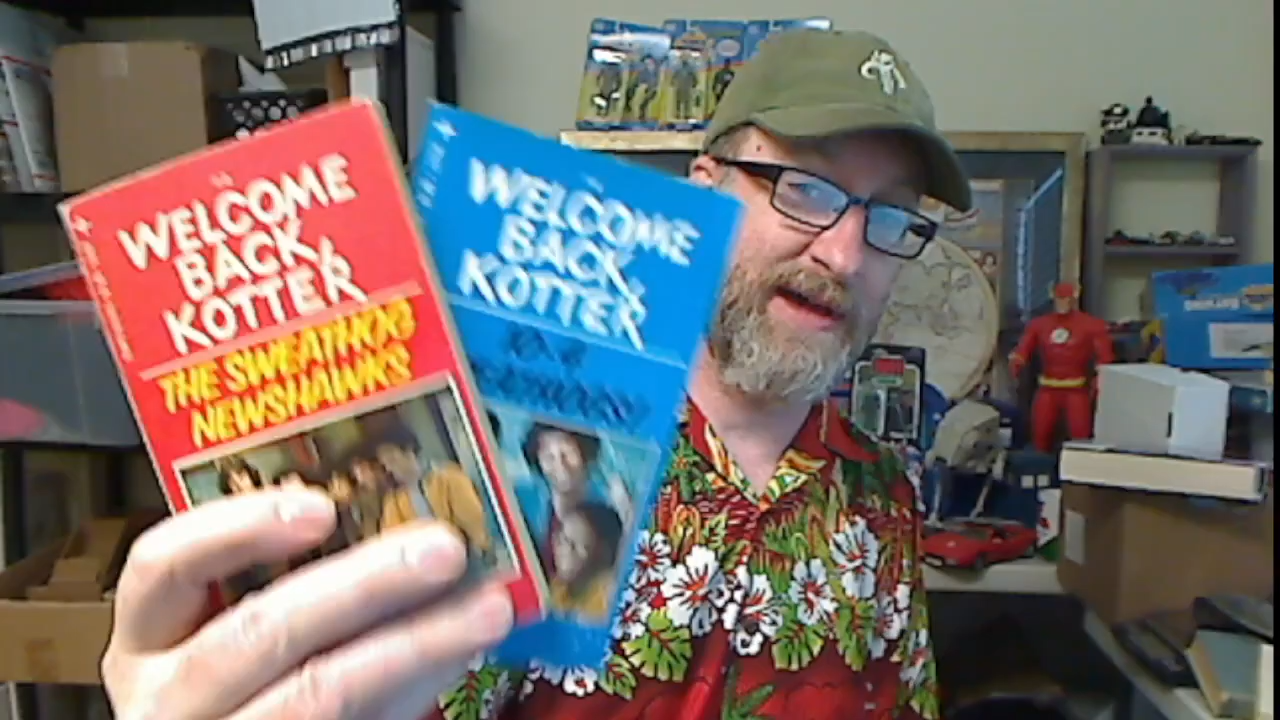 WELCOME
BACK,
KOTTER
THE SWEATHOG
NEWSHAWKS
WELCOME
BACK,
KOTTER